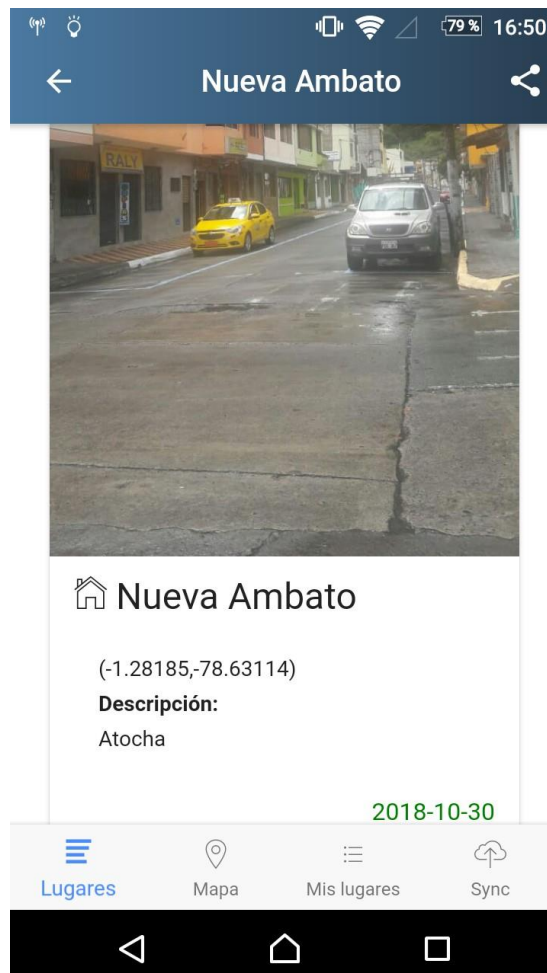 79 % 16:50
Nueva Ambato
RALY
Nueva Ambato
(-1.28185,-78.63114)
Descripción:
Atocha
2018-10-30
Lugares Mapa Mis lugares Sync